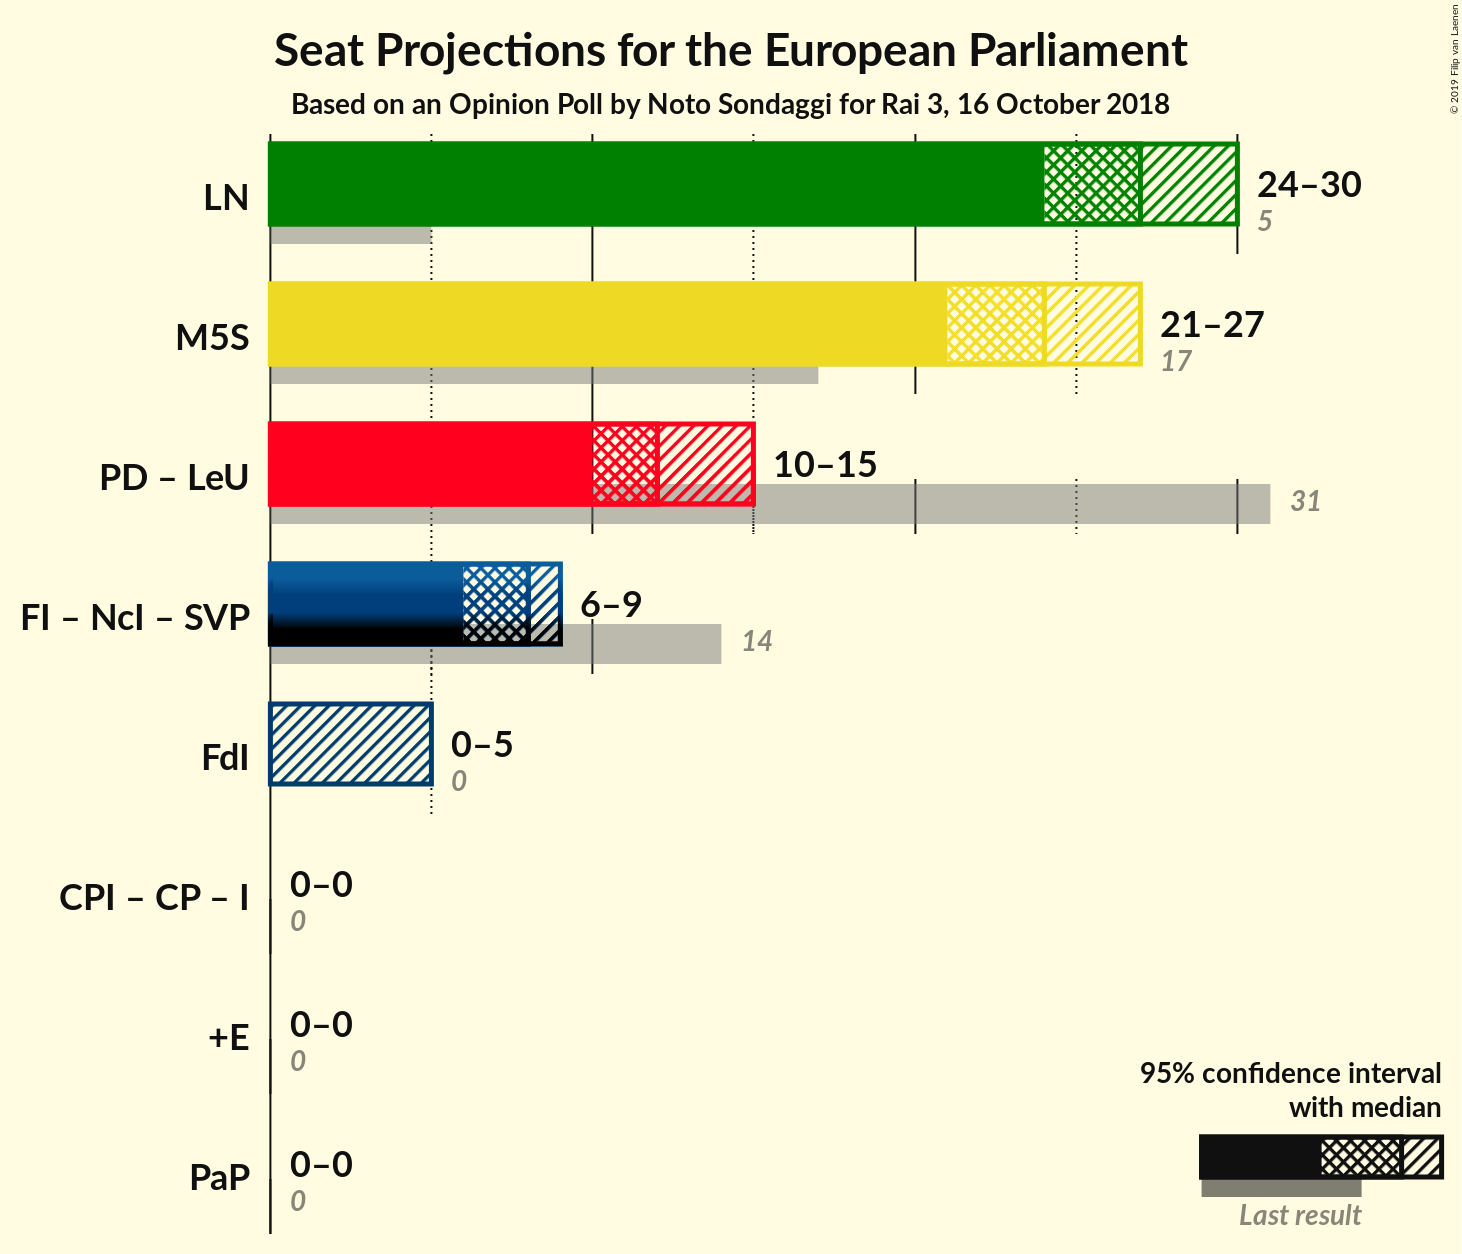 Seat Projections for the European Parliament
Based on an Opinion Poll by Noto Sondaggi for Rai 3, 16 October 2018
© 2019 Filip van Laenen
LN
24–30
5
M5S
21–27
17
PD – LeU
10–15
31
FI – NcI – SVP
6–9
14
FdI
0–5
0
CPI – CP – I
0–0
0
+E
0–0
0
PaP
0–0
0
95% confidence interval
with median
Last result